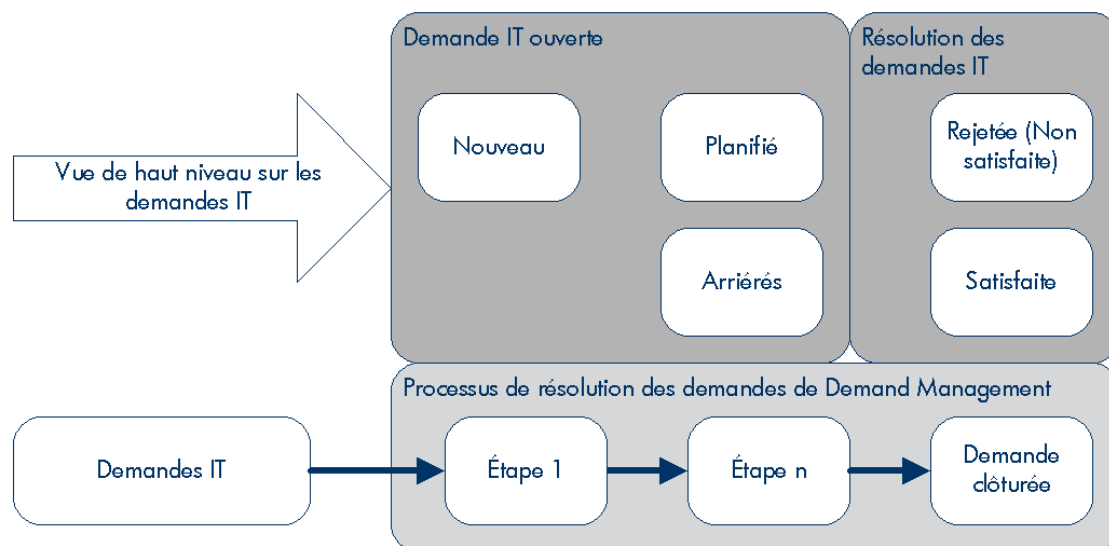 Demande IT ouverte
Résolution des
demandes IT
Nouveau
Planifié
Rejetée (Non
satisfaite)
Vue de haut niveau sur les
demandes IT
Arriérés
Satisfaite
Processus de résolution des demandes de Demand Management
Demandes IT
Étape 1
Étape n
Demande
clôturée